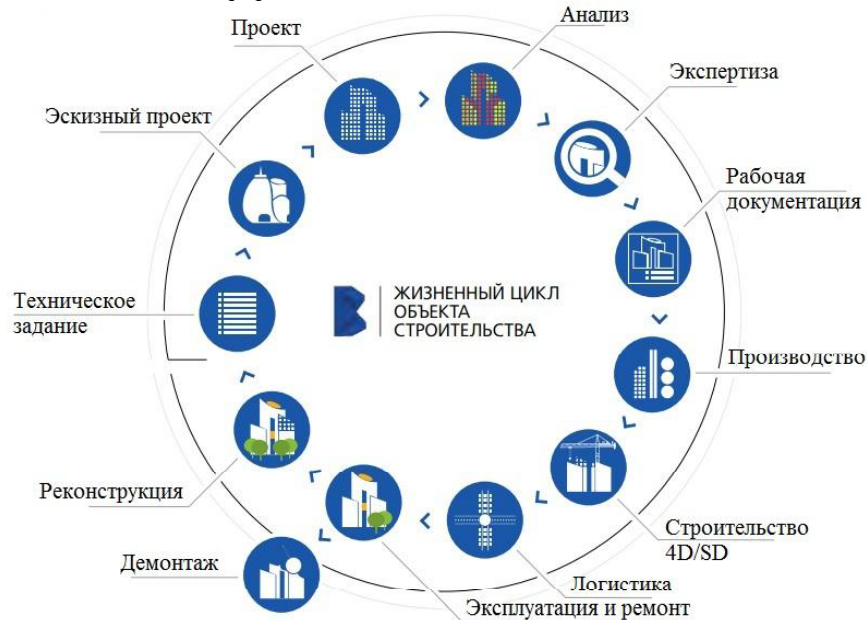 Анализ
Проект
Экспертиза
Эскизный проект
Рабочая
документация
ЖИЗНЕННЫЙ ЦИКЛ
ОБЪЕКТА
СТРОИТЕЛЬСТВА
Техническое
задание
Производство
Реконструкция
Строительство
4D/SD
Демонтаж
Логистика
Эксплуатация и ремонт